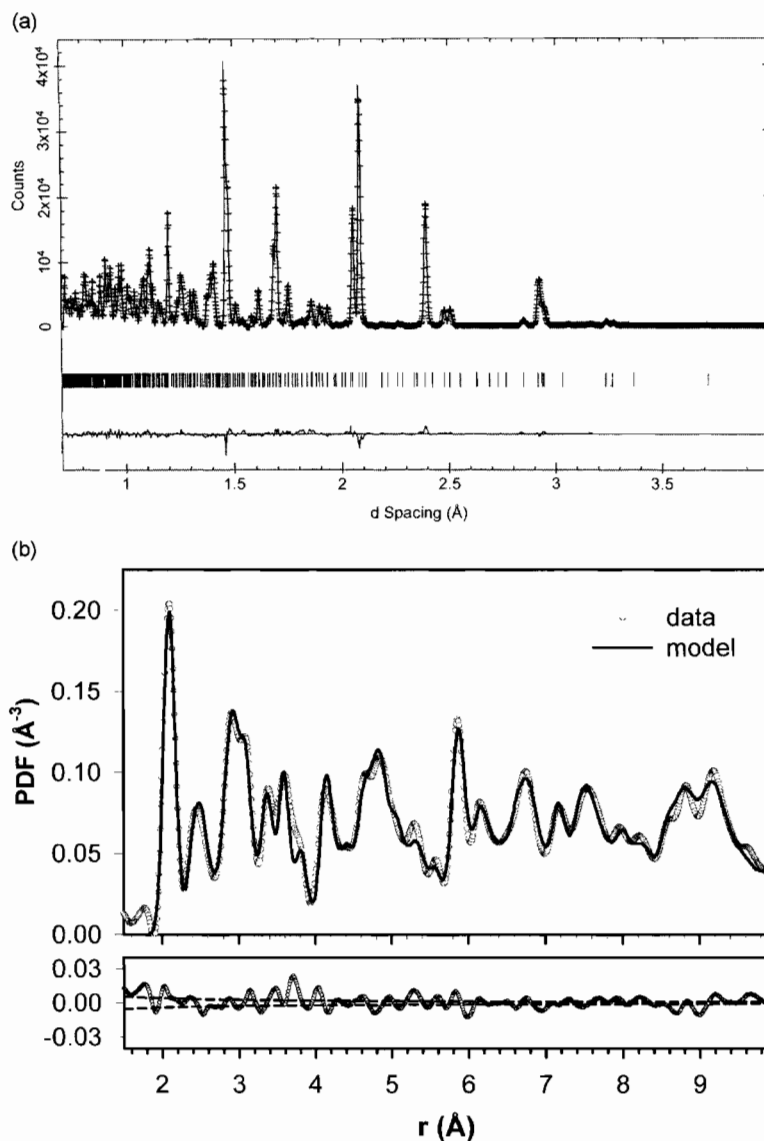 (a)
4x10⁴
3x10⁴
2x10⁴
10⁴
0
Counts
1 1.5 2 2.5 3 3.5
d Spacing (Å)
(b)
0.20
0.15
0.10
0.05
0.00
PDF (Å⁻³)
data
model
0.03
0.00
-0.03
2 3 4 5 6 7 8 9
r (Å)